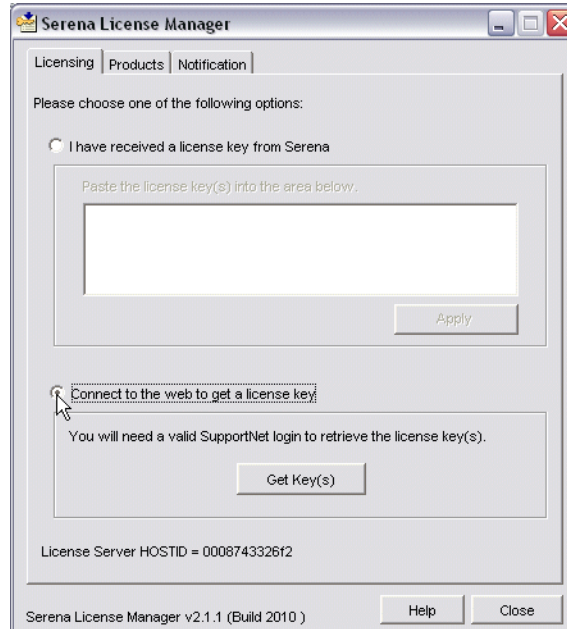 Serena License Manager
Licensing Products Notification
Please choose one of the following options:
I have received a license key from Serena
Paste the license key(s) into the area below.
Apply
Connect to the web to get a license key
You will need a valid SupportNet login to retrieve the license key(s).
Get Key(s)
License Server HOSTID = 0008743326f2
Serena License Manager v2.1.1 (Build 2010 ) Help Close